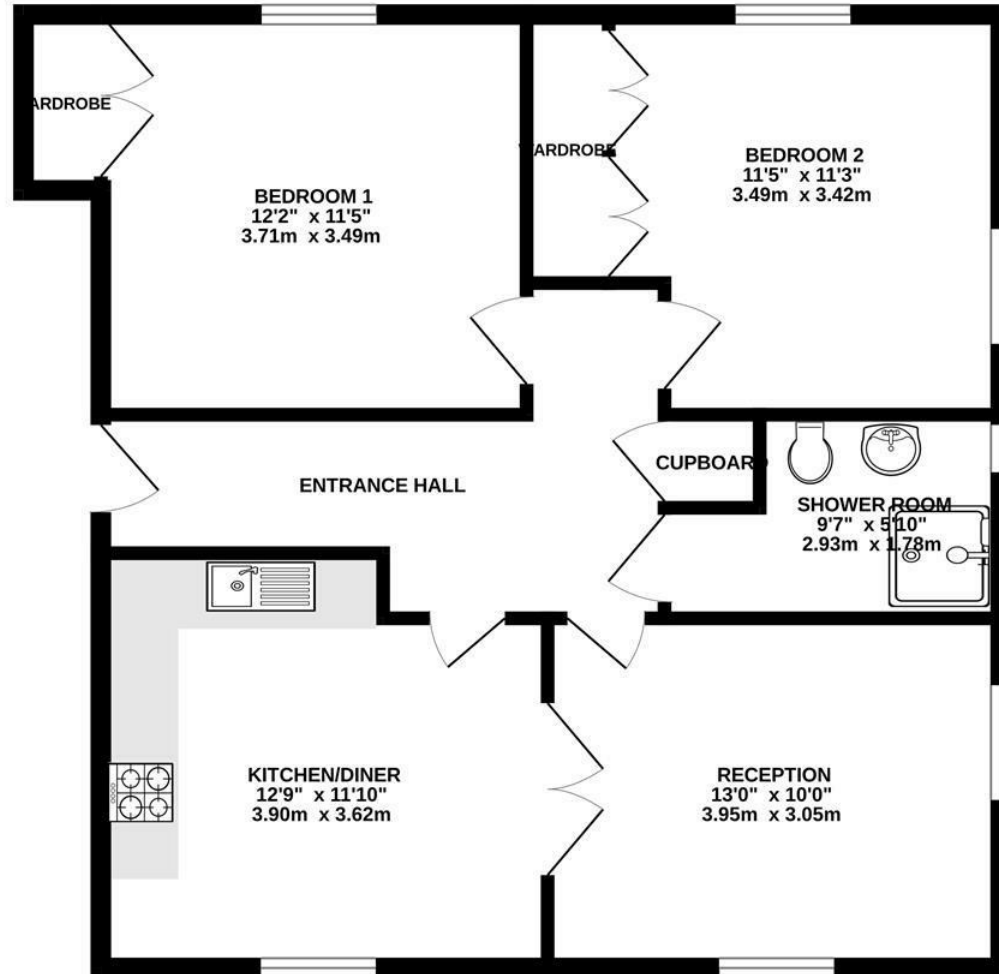 ARDROBE
BEDROOM 1
12'2" x 11'5"
3.71m x 3.49m
WARDROBE
BEDROOM 2
11'5" x 11'3"
3.49m x 3.42m
ENTRANCE HALL
CUPBOARD
SHOWER ROOM
9'7" x 5'10"
2.93m x 1.78m
KITCHEN/DINER
12'9" x 11'10"
3.90m x 3.62m
RECEPTION
13'0" x 10'0"
3.95m x 3.05m